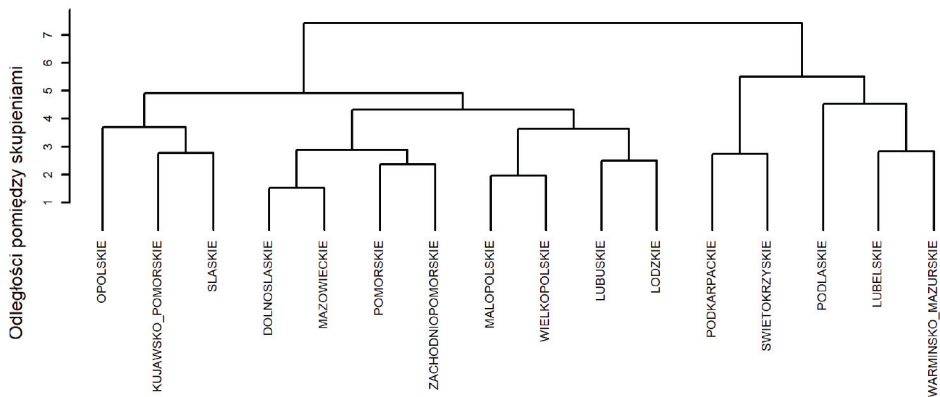 Odległości pomiędzy skupieniami
7
6
5
4
3
2
1
OPOLSKIE
KUJAWSKO_POMORSKIE
SLASKIE
DOLNOSLASKIE
MAZOWIECKIE
POMORSKIE
ZACHODNIOPOMORSKIE
MALOPOLSKIE
WIELKOPOLSKIE
LUBUSKIE
LODZKIE
PODKARPACKIE
SWIETOKRZYSKIE
PODLASKIE
LUBELSKIE
WARMINSKO_MAZURSKIE